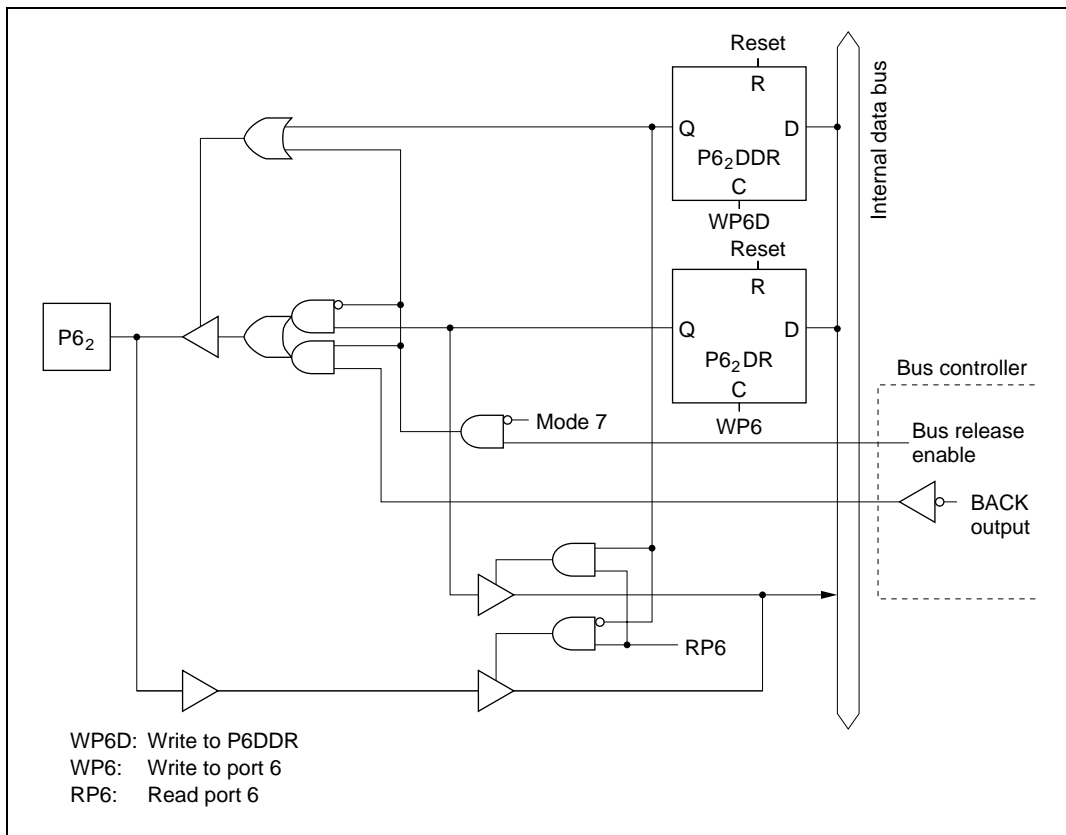 Reset
R
Q D
P6₂DDR
C
WP6D
Internal data bus
Reset
R
P6₂
Q D
P6₂DR
C
WP6
Bus controller
Mode 7
Bus release
enable
BACK
output
RP6
WP6D: Write to P6DDR
WP6: Write to port 6
RP6: Read port 6